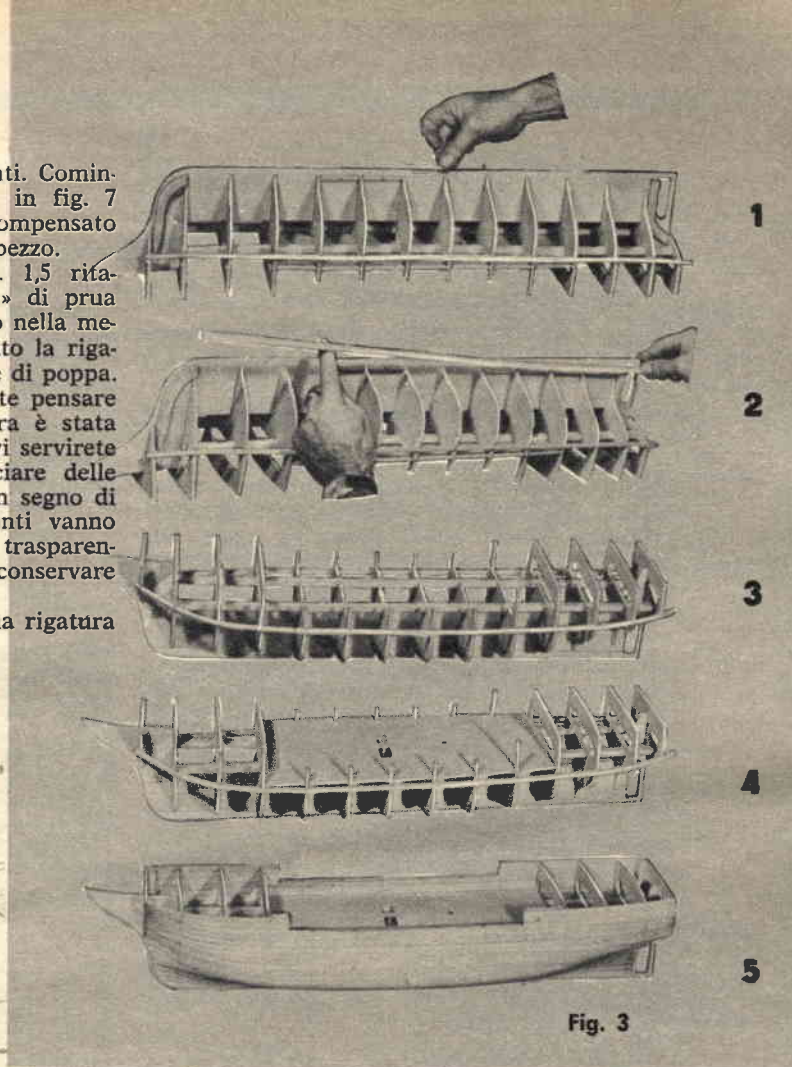 ti. Comin-
in fig. 7
ompensato
pezzo.
. 1,5 rita-
» di prua
o nella me-
to la riga-
e di poppa.
te pensare
ra è stata
vi servirete
ciare delle
n segno di
nti vanno
trasparen-
conservare
a rigatura
1
2
3
4
5
Fig. 3